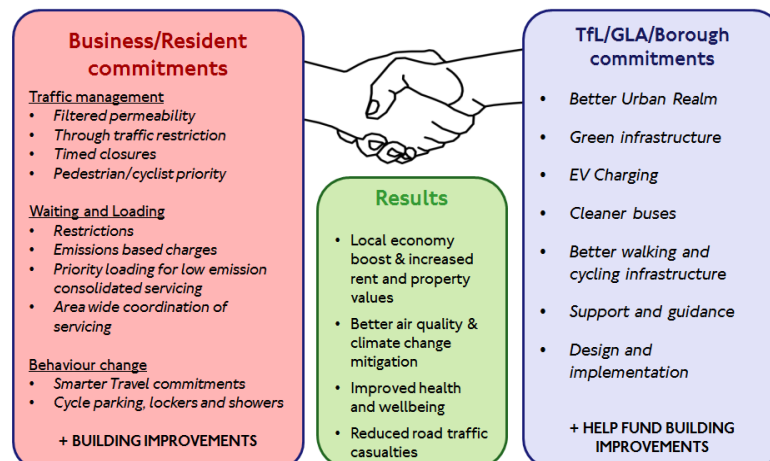 Business/Resident
commitments
Traffic management
• Filtered permeability
• Through traffic restriction
• Timed closures
• Pedestrian/cyclist priority
Waiting and Loading
• Restrictions
• Emissions based charges
• Priority loading for low emission
consolidated servicing
• Area wide coordination of
servicing
Behaviour change
• Smarter Travel commitments
• Cycle parking, lockers and showers
+ BUILDING IMPROVEMENTS
Results
• Local economy
boost & increased
rent and property
values
• Better air quality &
climate change
mitigation
• Improved health
and wellbeing
• Reduced road traffic
casualties
TfL/GLA/Borough
commitments
• Better Urban Realm
• Green infrastructure
• EV Charging
• Cleaner buses
• Better walking and
cycling infrastructure
• Support and guidance
• Design and
implementation
+ HELP FUND BUILDING
IMPROVEMENTS